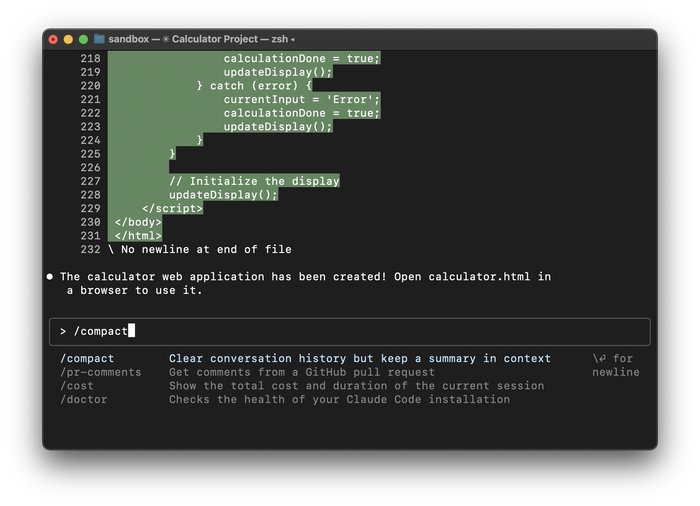 sandbox — ✳ Calculator Project — zsh ◂
218 calculationDone = true;
219 updateDisplay();
220 } catch (error) {
221 currentInput = 'Error';
222 calculationDone = true;
223 updateDisplay();
224 }
225 }
226
227 // Initialize the display
228 updateDisplay();
229 </script>
230 </body>
231 </html>
232 \ No newline at end of file
● The calculator web application has been created! Open calculator.html in
a browser to use it.
> /compact
/compact Clear conversation history but keep a summary in context \⏎ for
/pr-comments Get comments from a GitHub pull request newline
/cost Show the total cost and duration of the current session
/doctor Checks the health of your Claude Code installation